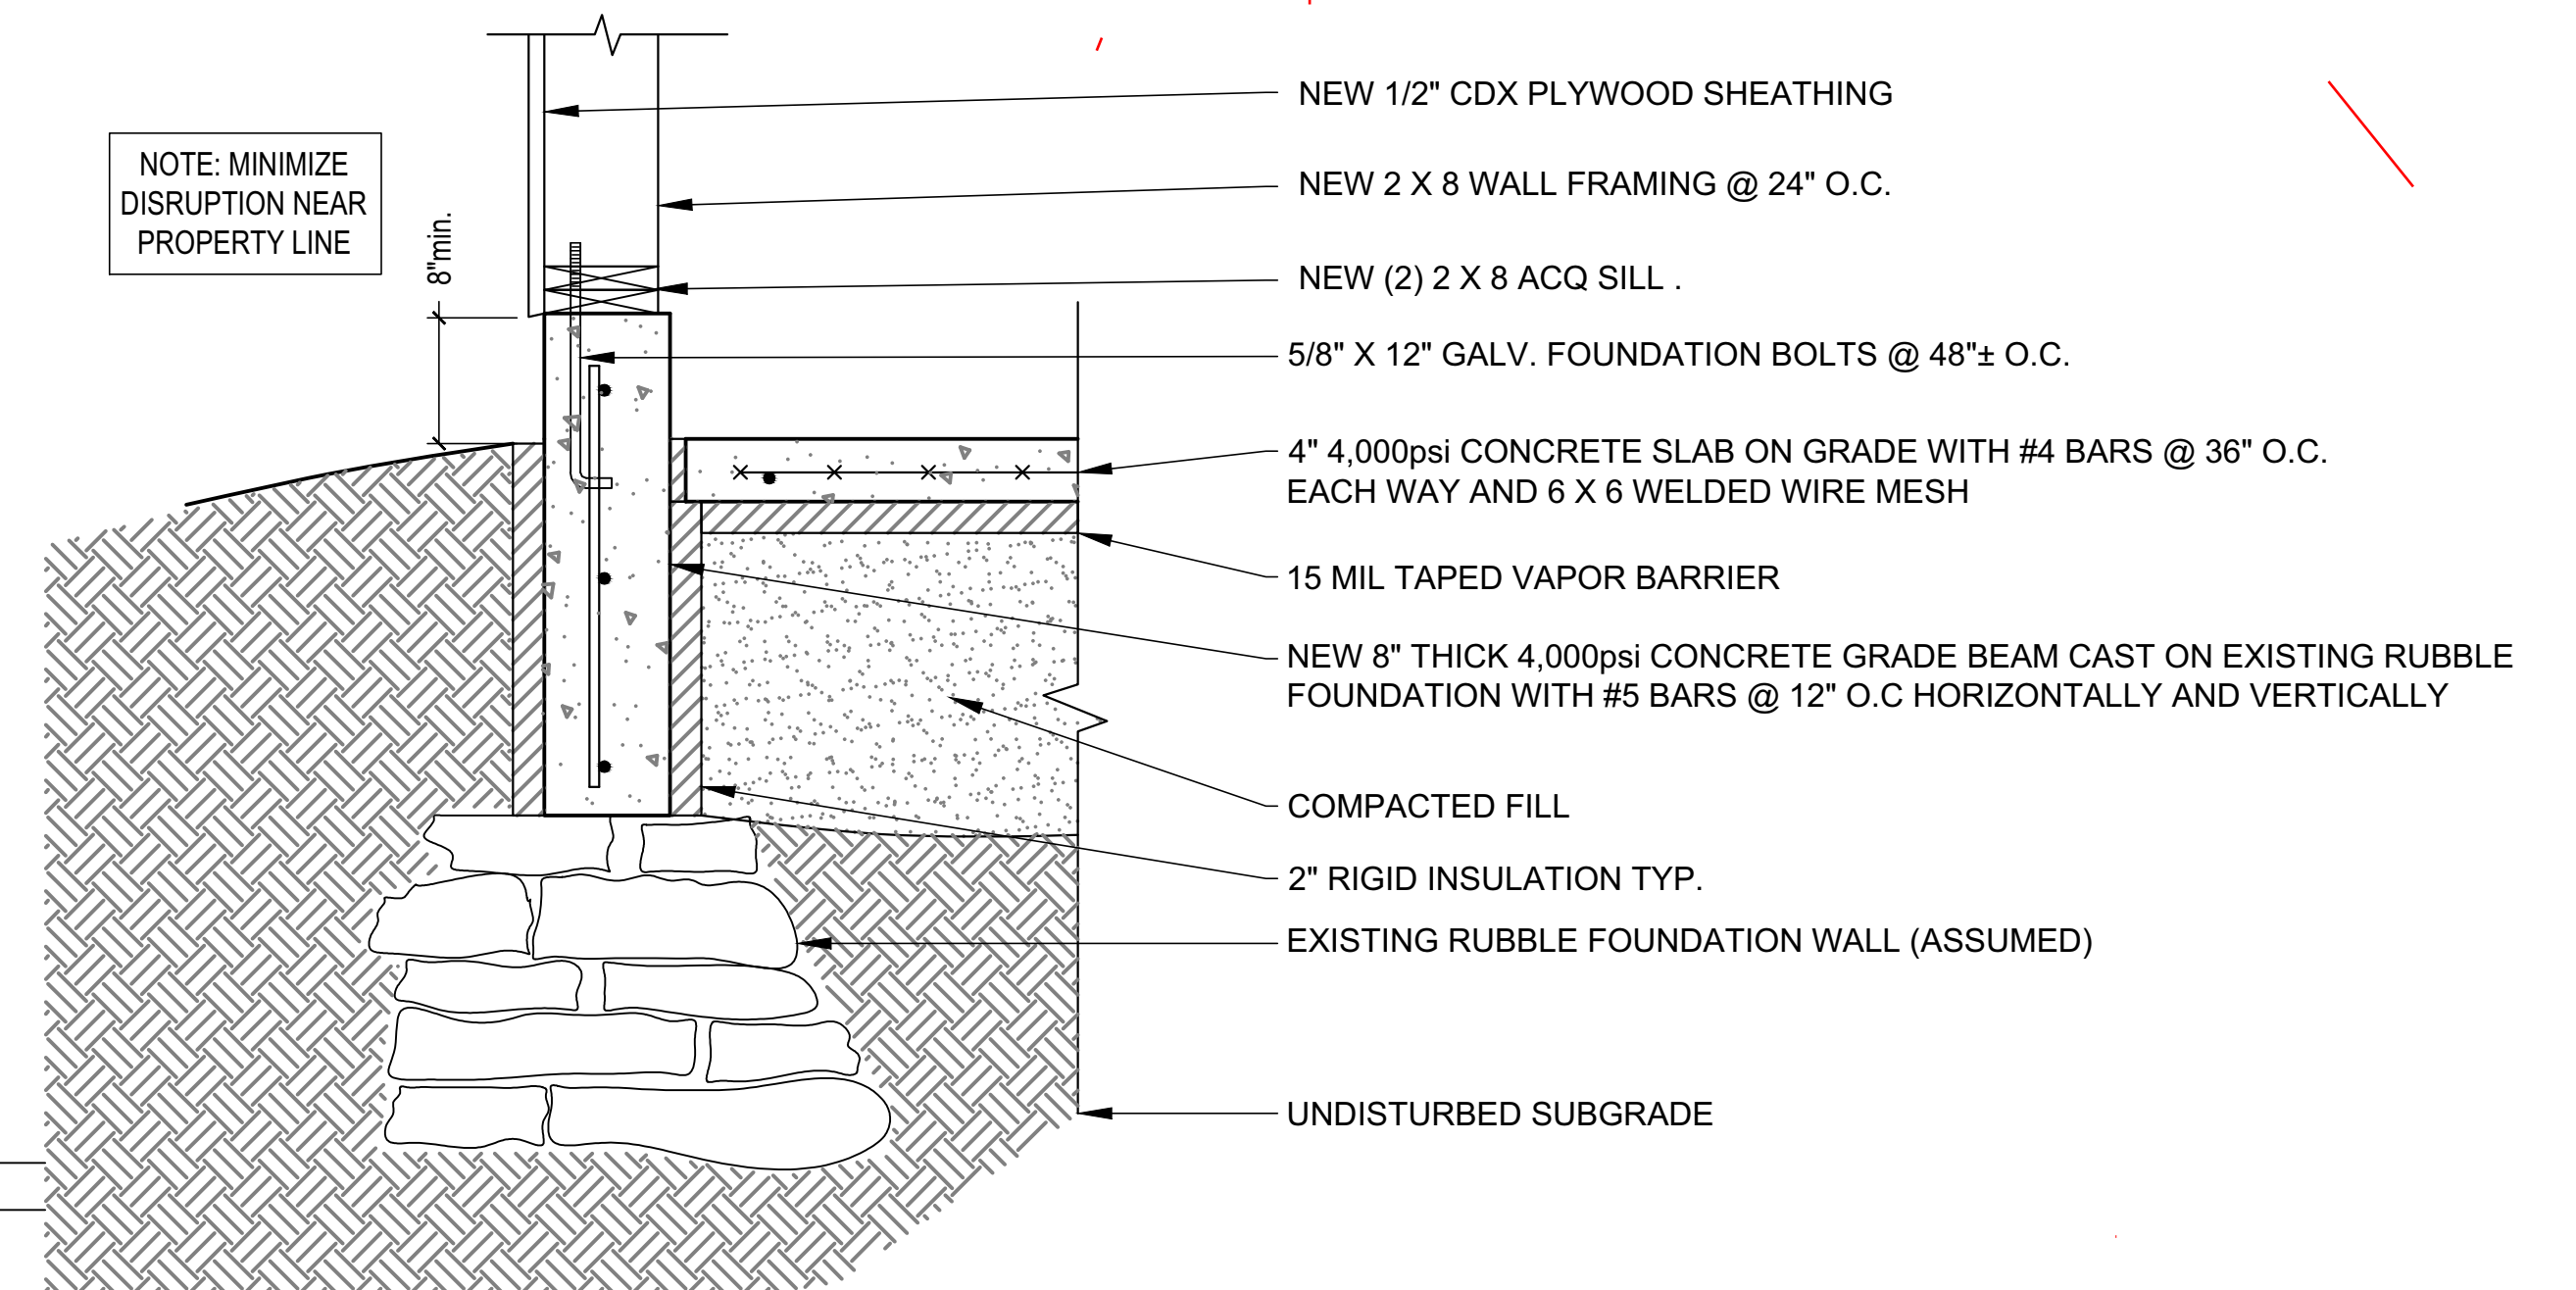 NOTE: MINIMIZE
DISRUPTION NEAR
PROPERTY LINE
8"min.
NEW 1/2" CDX PLYWOOD SHEATHING
NEW 2 X 8 WALL FRAMING @ 24" O.C.
NEW (2) 2 X 8 ACQ SILL .
5/8" X 12" GALV. FOUNDATION BOLTS @ 48"± O.C.
4" 4,000psi CONCRETE SLAB ON GRADE WITH #4 BARS @ 36" O.C.
EACH WAY AND 6 X 6 WELDED WIRE MESH
15 MIL TAPED VAPOR BARRIER
NEW 8" THICK 4,000psi CONCRETE GRADE BEAM CAST ON EXISTING RUBBLE
FOUNDATION WITH #5 BARS @ 12" O.C HORIZONTALLY AND VERTICALLY
COMPACTED FILL
2" RIGID INSULATION TYP.
EXISTING RUBBLE FOUNDATION WALL (ASSUMED)
UNDISTURBED SUBGRADE